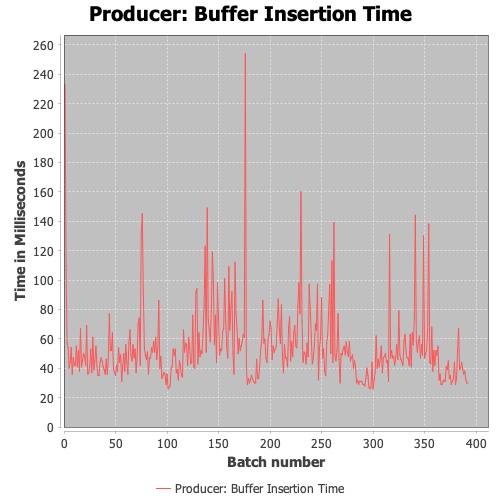 Producer: Buffer Insertion Time
260
240
220
200
180
160
140
120
100
80
60
40
20
0
Time in Milliseconds
0 50 100 150 200 250 300 350 400
Batch number
Producer: Buffer Insertion Time